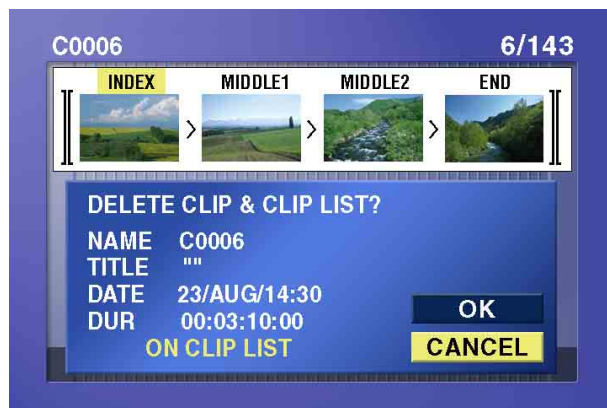 C0006 6/143
INDEX MIDDLE1 MIDDLE2 END
DELETE CLIP & CLIP LIST?
NAME C0006
TITLE ""
DATE 23/AUG/14:30
DUR 00:03:10:00
OK
ON CLIP LIST
CANCEL